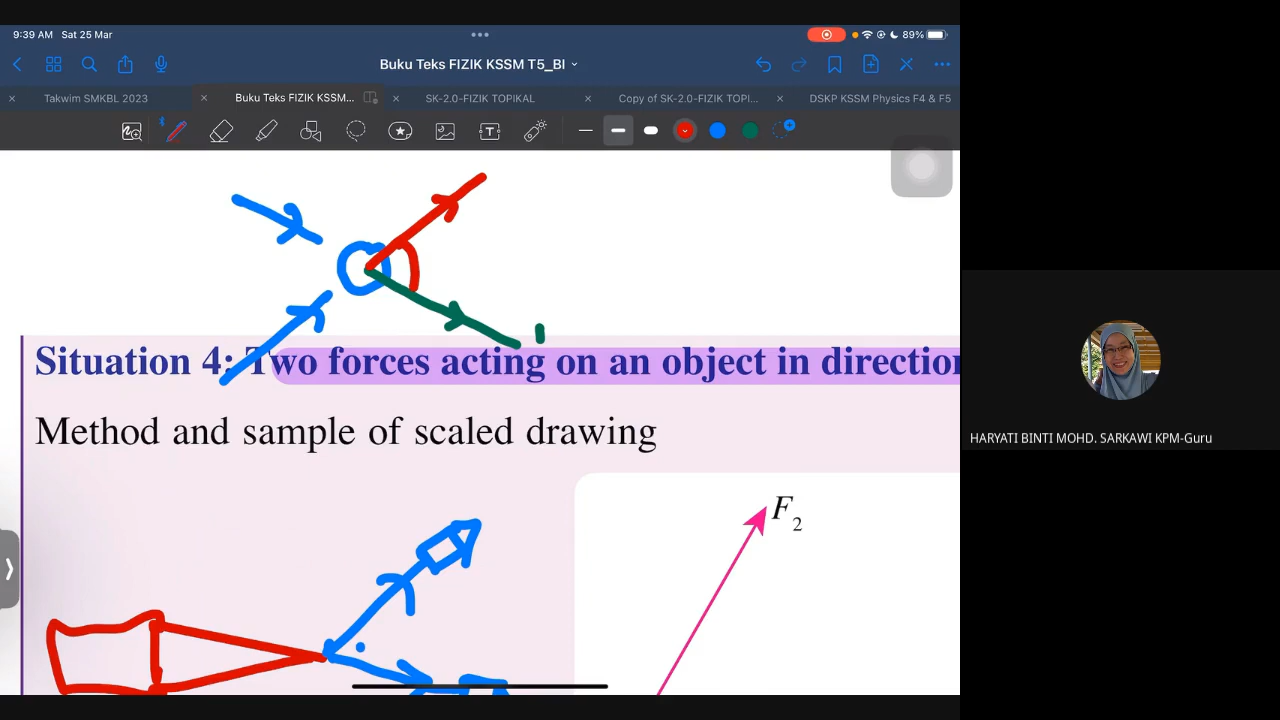 9:39 AM Sat 25 Mar
89%
Buku Teks FIZIK KSSM T5_BI
Takwim SMKBL 2023
Buku Teks FIZIK KSSM...
SK-2.0-FIZIK TOPIKAL
Copy of SK-2.0-FIZIK TOPI...
DSKP KSSM Physics F4 & F5
Situation 4: Two forces acting on an object in direction
Method and sample of scaled drawing
F2
HARYATI BINTI MOHD. SARKAWI KPM-Guru